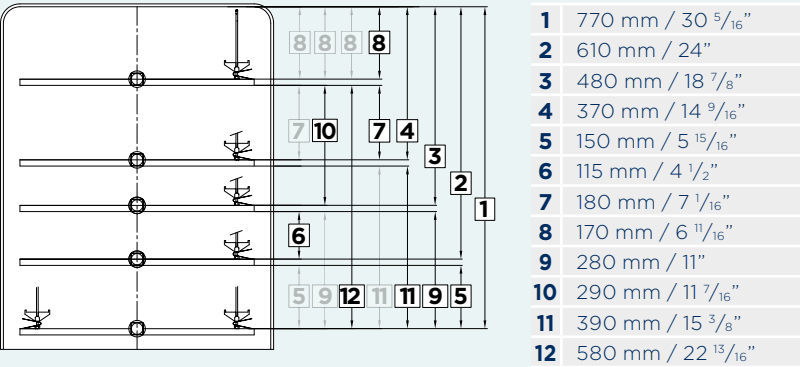 8 8 8 8
7 10 7 4
3
2
1
6
5 9 12 11 11 9 5
1 770 mm / 30 5/16”
2 610 mm / 24”
3 480 mm / 18 7/8”
4 370 mm / 14 9/16”
5 150 mm / 5 15/16”
6 115 mm / 4 1/2”
7 180 mm / 7 1/16”
8 170 mm / 6 11/16”
9 280 mm / 11”
10 290 mm / 11 7/16”
11 390 mm / 15 3/8”
12 580 mm / 22 13/16”